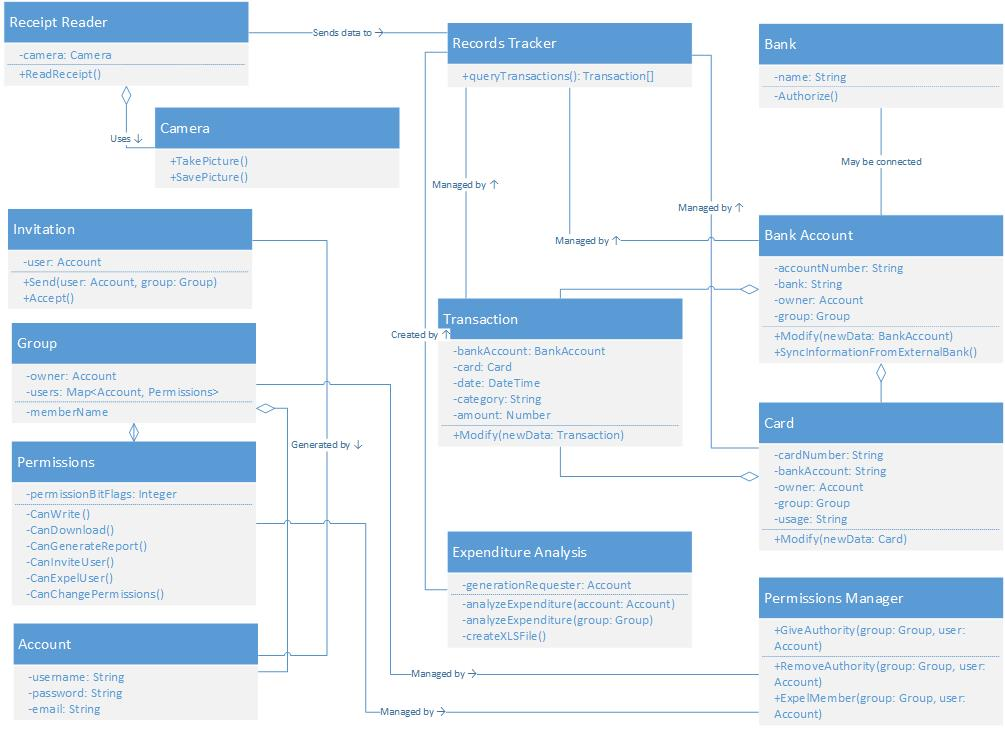 Receipt Reader
-camera: Camera
+ReadReceipt()
Sends data to →
Uses ↓
Camera
+TakePicture()
+SavePicture()
Records Tracker
+queryTransactions(): Transaction[]
Bank
-name: String
-Authorize()
May be connected
Managed by ↑
Managed by ↑
Managed by ↑
Invitation
-user: Account
+Send(user: Account, group: Group)
+Accept()
Bank Account
-accountNumber: String
-bank: String
-owner: Account
-group: Group
+Modify(newData: BankAccount)
+SyncInformationFromExternalBank()
Group
-owner: Account
-users: Map<Account, Permissions>
-memberName
Created by ↑
Transaction
-bankAccount: BankAccount
-card: Card
-date: DateTime
-category: String
-amount: Number
+Modify(newData: Transaction)
Generated by ↓
Card
-cardNumber: String
-bankAccount: String
-owner: Account
-group: Group
-usage: String
+Modify(newData: Card)
Permissions
-permissionBitFlags: Integer
-CanWrite()
-CanDownload()
-CanGenerateReport()
-CanInviteUser()
-CanExpelUser()
-CanChangePermissions()
Expenditure Analysis
-generationRequester: Account
-analyzeExpenditure(account: Account)
-analyzeExpenditure(group: Group)
-createXLSFile()
Permissions Manager
+GiveAuthority(group: Group, user:
Account)
+RemoveAuthority(group: Group, user:
Account)
+ExpelMember(group: Group, user:
Account)
Account
-username: String
-password: String
-email: String
Managed by →
Managed by →